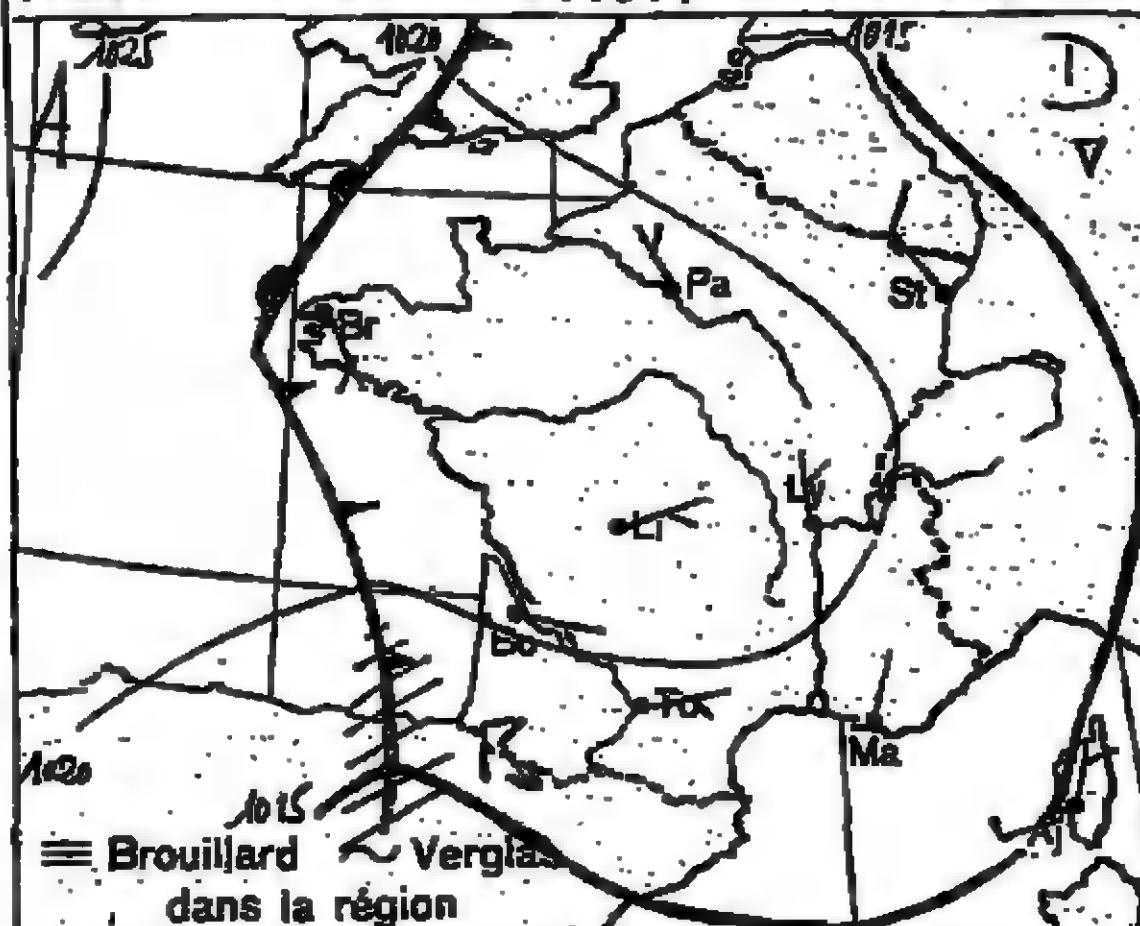 1025
1020
1015
D
A
Pa
St
Br
Ly
Li
Bo
To
Ma
1020
1015
Aj
Brouillard
Verglas
dans la région